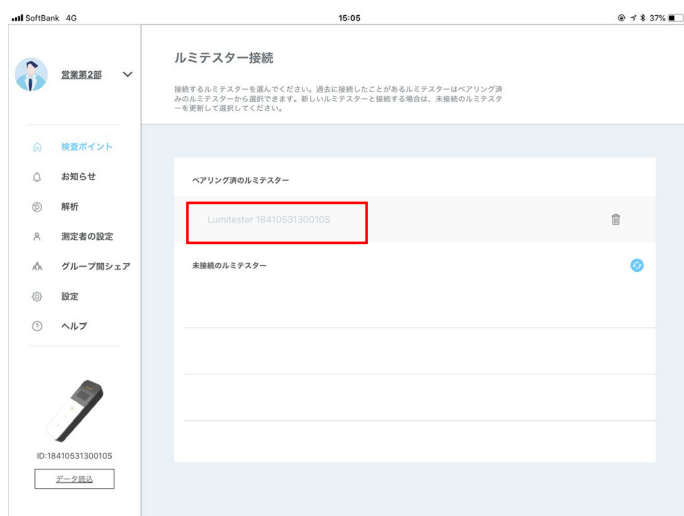 SoftBank 4G
15:05
37%
営業第2部
ルミテスター接続
接続するルミテスターを選んでください。過去に接続したことがあるルミテスターはペアリング済
みのルミテスターから選択できます。新しいルミテスターと接続する場合は、未接続のルミテスタ
ーを更新して選択してください。
検査ポイント
お知らせ
解析
測定者の設定
グループ間シェア
設定
ヘルプ
ペアリング済のルミテスター
Lumitester 1841053130010S
未接続のルミテスター
ID:1841053130010S
データ読込